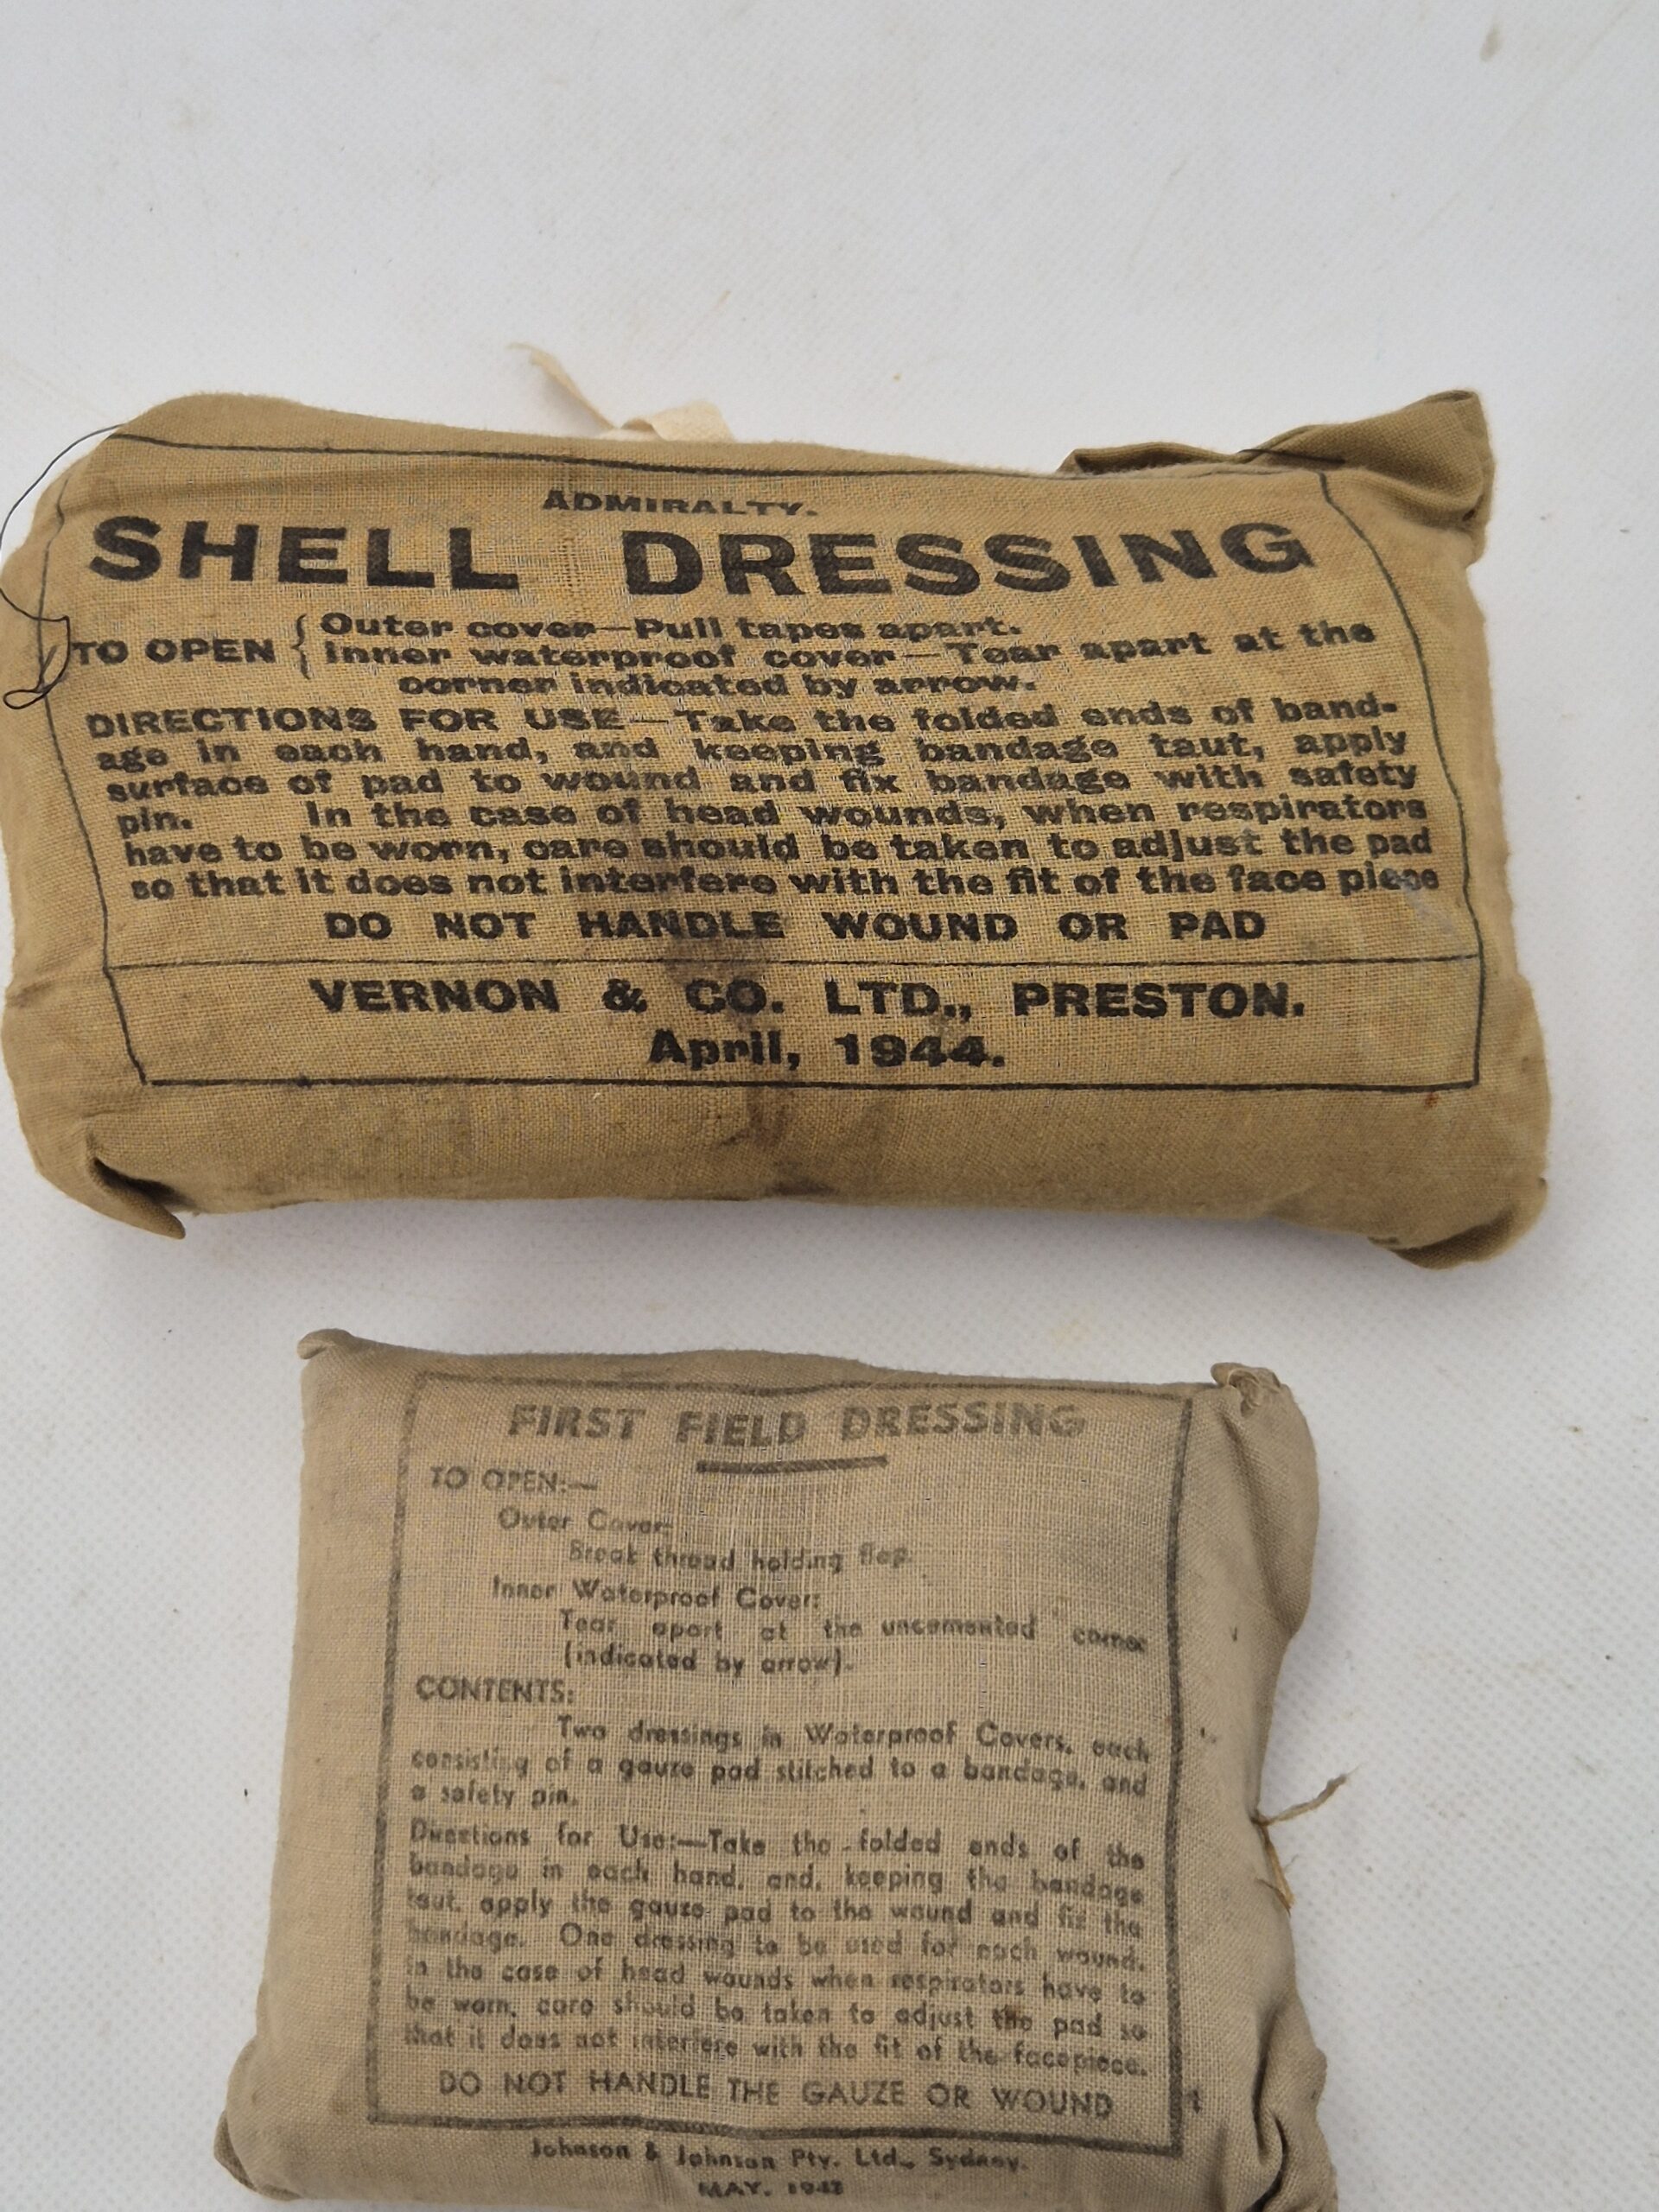 ADMIRALTY.
SHELL DRESSING
TO OPEN { Outer cover—Pull tapes apart.
Inner waterproof cover—Tear apart at the
corner indicated by arrow.
DIRECTIONS FOR USE—Take the folded ends of band-
age in each hand, and keeping bandage taut, apply
surface of pad to wound and fix bandage with safety
pin. In the case of head wounds, when respirators
have to be worn, care should be taken to adjust the pad
so that it does not interfere with the fit of the face piece
DO NOT HANDLE WOUND OR PAD
VERNON & CO. LTD., PRESTON.
April, 1944.
FIRST FIELD DRESSING
TO OPEN:—
Outer Cover:
Break thread holding flap.
Inner Waterproof Cover:
Tear apart at the uncemented corner
(indicated by arrow).
CONTENTS:
Two dressings in Waterproof Covers, each
consisting of a gauze pad stitched to a bandage, and
a safety pin.
Directions for Use:—Take the folded ends of the
bandage in each hand, and, keeping the bandage
taut, apply the gauze pad to the wound and fix the
bandage. One dressing to be used for each wound.
In the case of head wounds when respirators have to
be worn, care should be taken to adjust the pad so
that it does not interfere with the fit of the facepiece.
DO NOT HANDLE THE GAUZE OR WOUND
Johnson & Johnson Pty. Ltd., Sydney.
MAY,